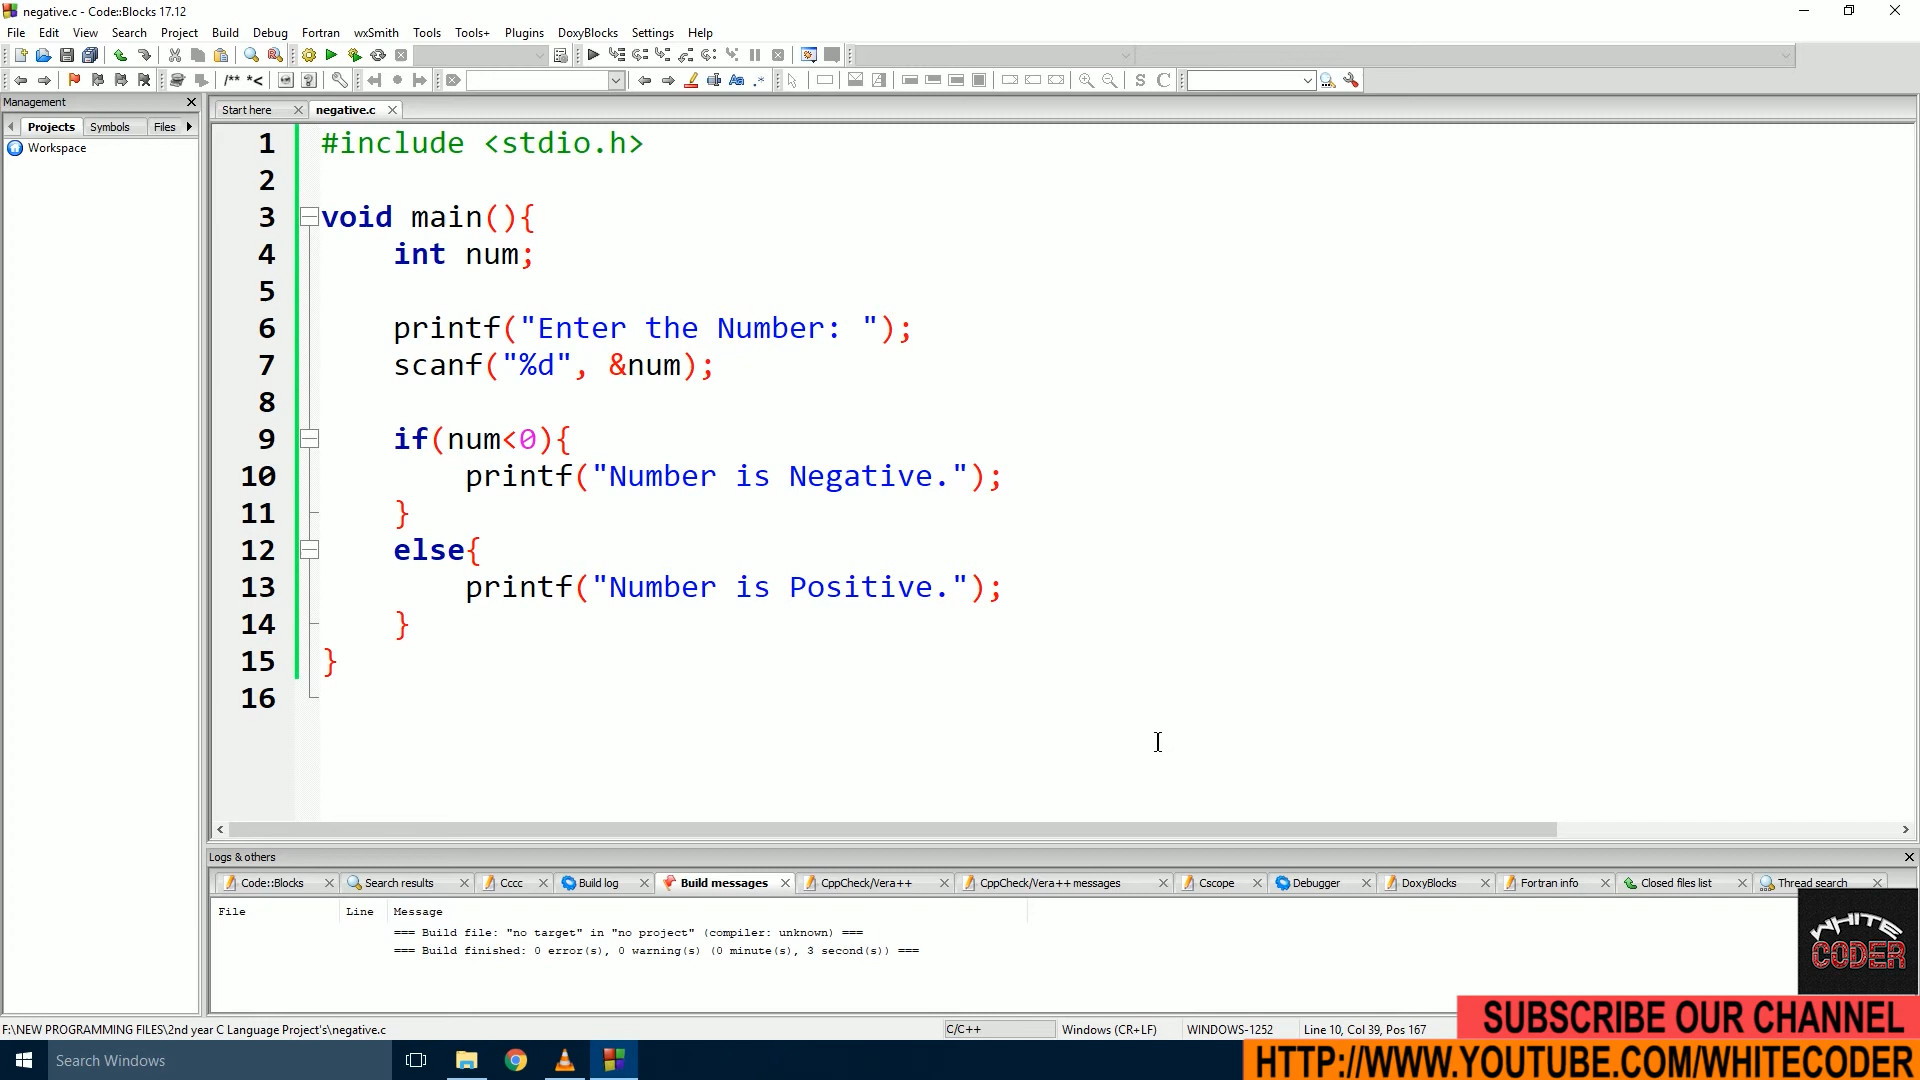 negative.c - Code::Blocks 17.12
File Edit View Search Project Build Debug Fortran wxSmith Tools Tools+ Plugins DoxyBlocks Settings Help
/** *< 
S C
Management
Start here negative.c
Projects Symbols Files
Workspace
1 #include <stdio.h>
2
3 void main(){
4 int num;
5
6 printf("Enter the Number: ");
7 scanf("%d", &num);
8
9 if(num<0){
10 printf("Number is Negative.");
11 }
12 else{
13 printf("Number is Positive.");
14 }
15 }
16
Logs & others
Code::Blocks Search results Cccc Build log Build messages CppCheck/Vera++ CppCheck/Vera++ messages Cscope Debugger DoxyBlocks Fortran info Closed files list Thread search
File Line Message
=== Build file: "no target" in "no project" (compiler: unknown) ===
=== Build finished: 0 error(s), 0 warning(s) (0 minute(s), 3 second(s)) ===
WHITE
CODER
F:\NEW PROGRAMMING FILES\2nd year C Language Project's\negative.c C/C++ Windows (CR+LF) WINDOWS-1252 Line 10, Col 39, Pos 167
SUBSCRIBE OUR CHANNEL
Search Windows
HTTP://WWW.YOUTUBE.COM/WHITECODER